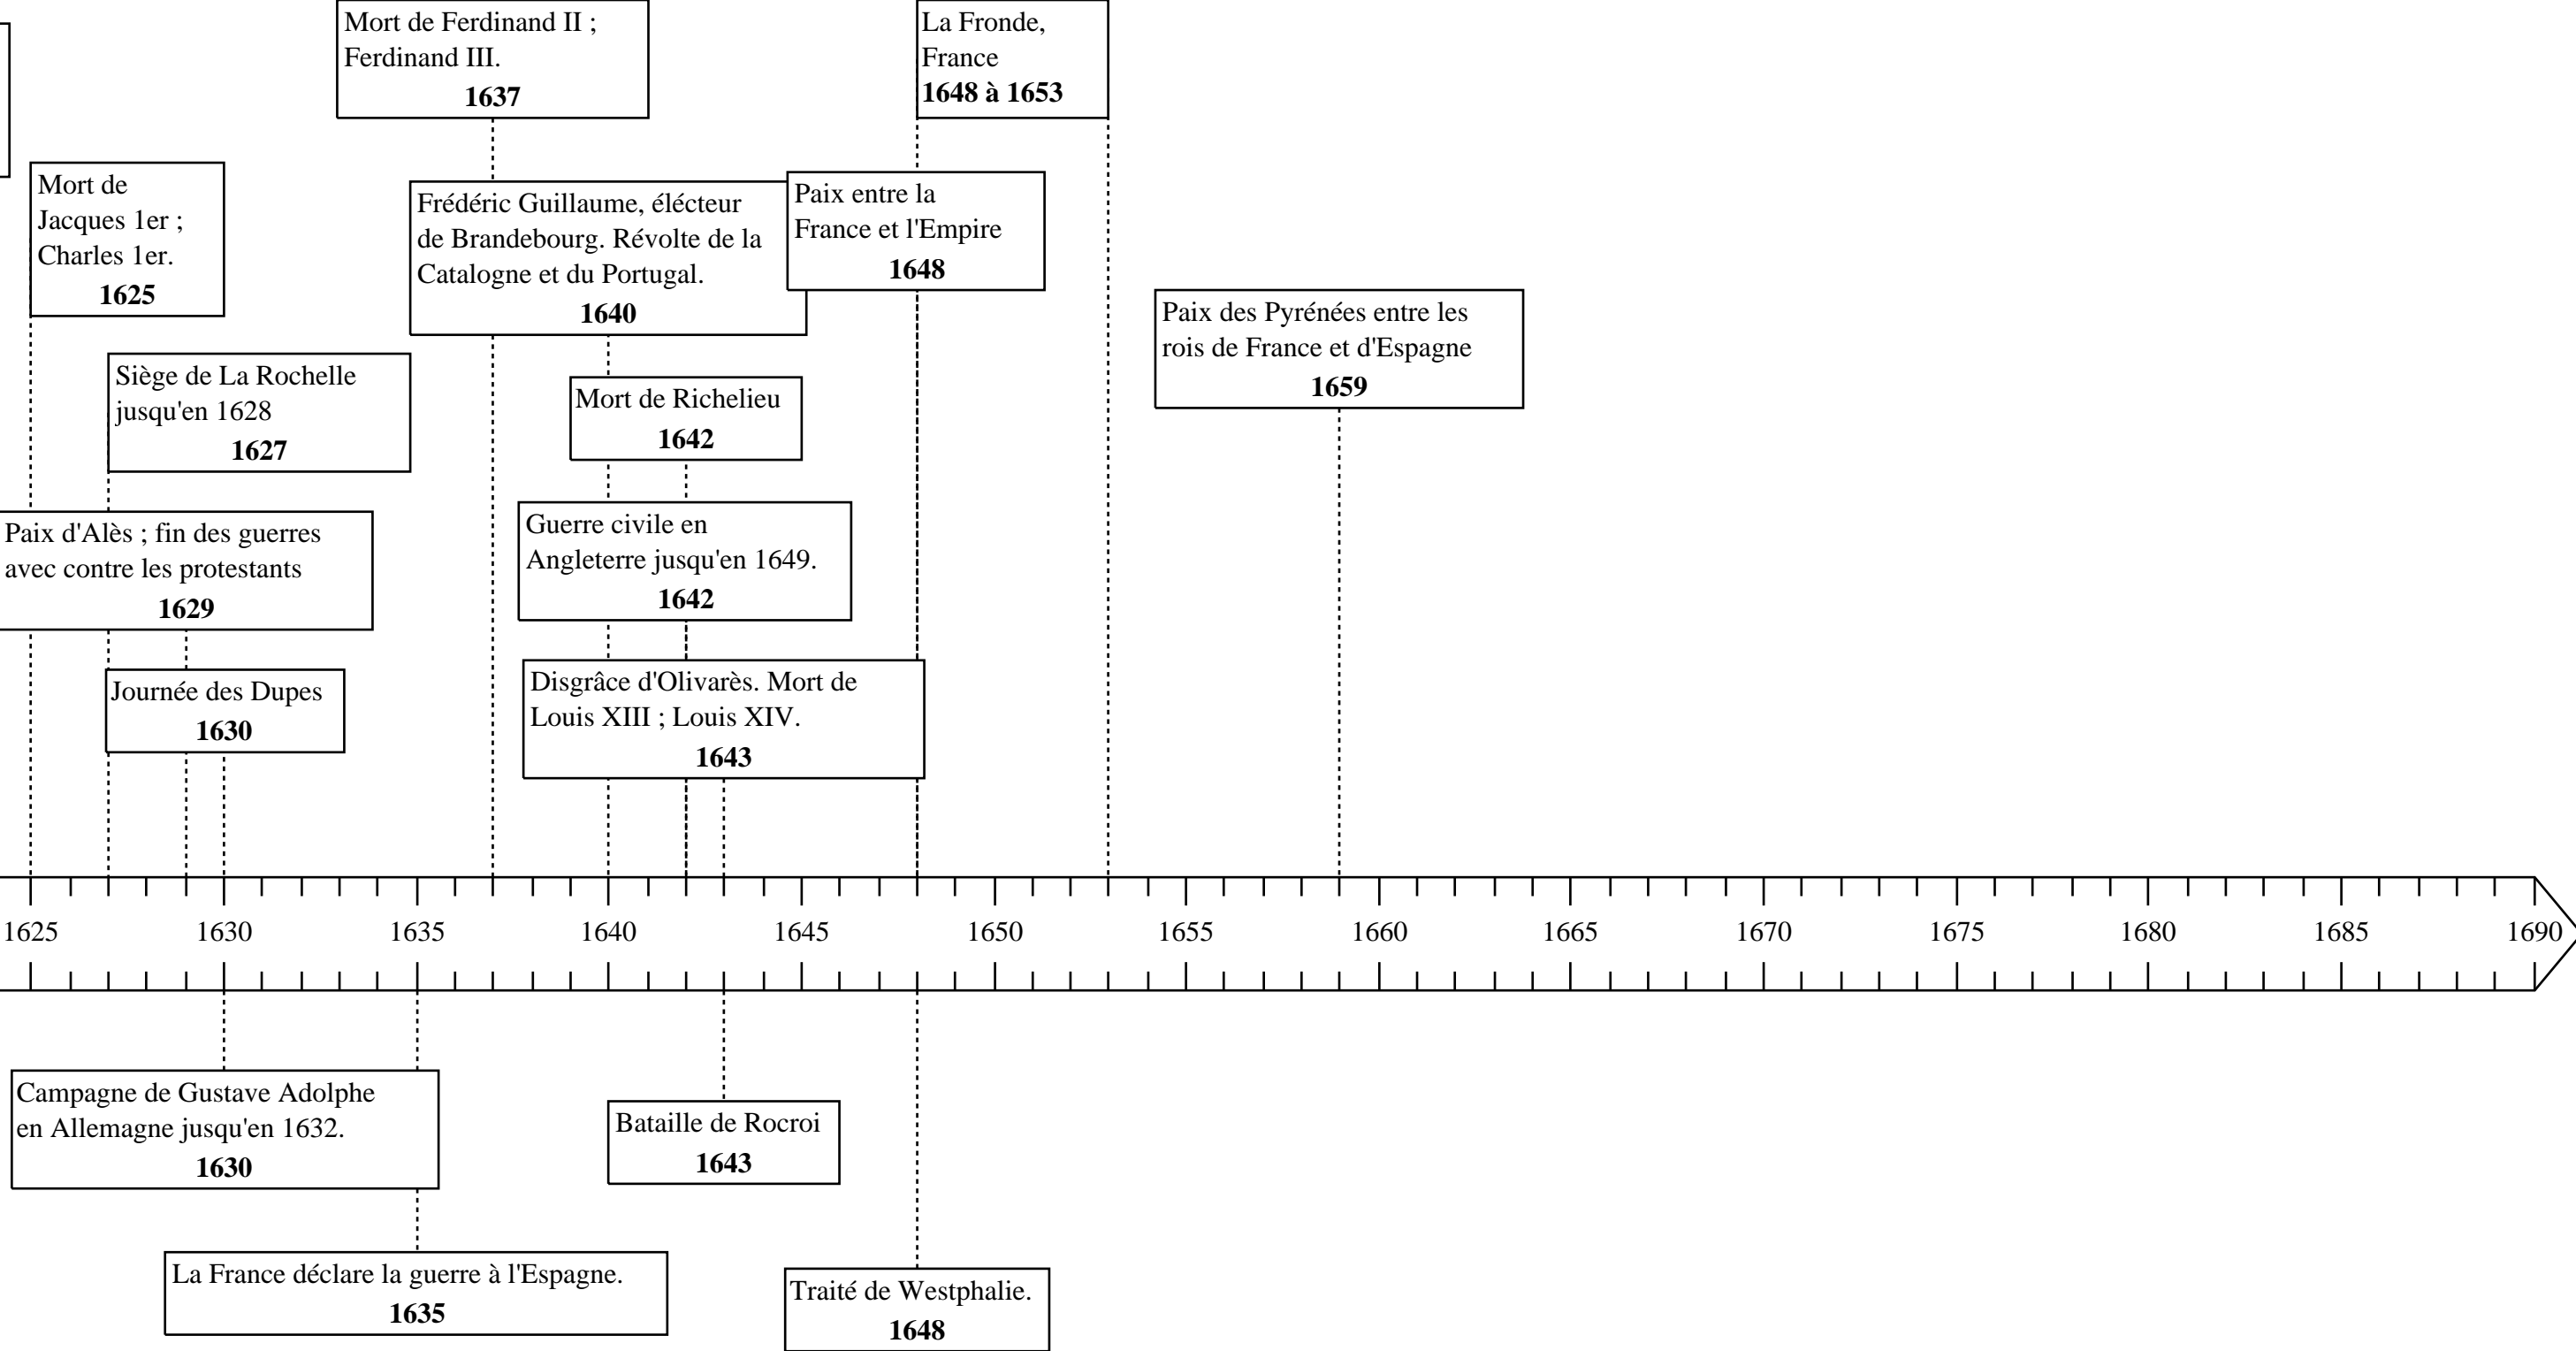 Mort de Ferdinand II ;
Ferdinand III.
1637
La Fronde,
France
1648 à 1653
Mort de
Jacques 1er ;
Charles 1er.
1625
Frédéric Guillaume, élécteur
de Brandebourg. Révolte de la
Catalogne et du Portugal.
1640
Paix entre la
France et l'Empire
1648
Paix des Pyrénées entre les
rois de France et d'Espagne
1659
Siège de La Rochelle
jusqu'en 1628
1627
Mort de Richelieu
1642
Paix d'Alès ; fin des guerres
avec contre les protestants
1629
Guerre civile en
Angleterre jusqu'en 1649.
1642
Journée des Dupes
1630
Disgrâce d'Olivarès. Mort de
Louis XIII ; Louis XIV.
1643
1625 1630 1635 1640 1645 1650 1655 1660 1665 1670 1675 1680 1685 1690
Campagne de Gustave Adolphe
en Allemagne jusqu'en 1632.
1630
Bataille de Rocroi
1643
La France déclare la guerre à l'Espagne.
1635
Traité de Westphalie.
1648